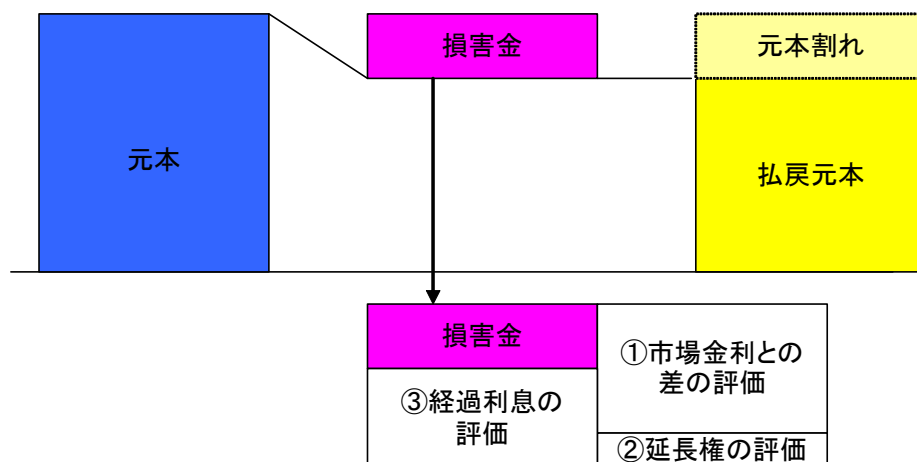 損害金
元本割れ
元本
払戻元本
損害金
①市場金利との
差の評価
③経過利息の
評価
②延長権の評価